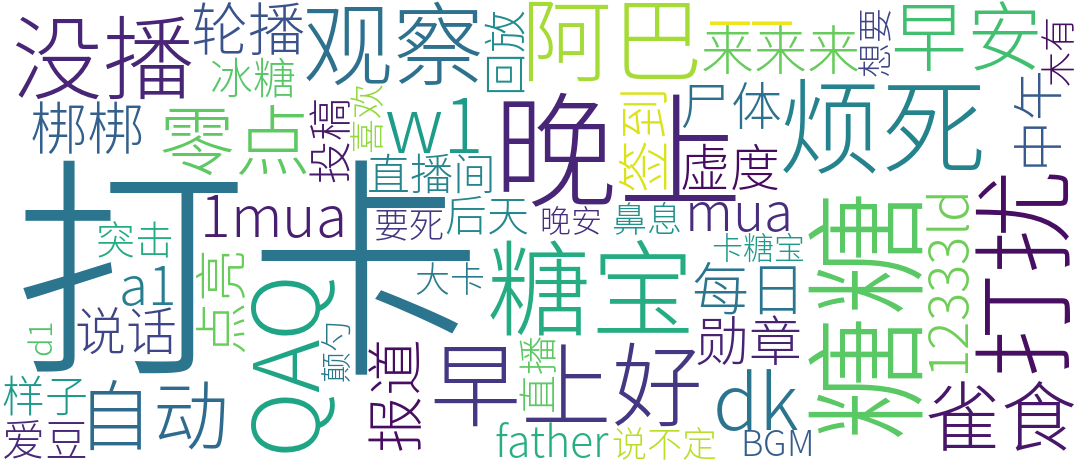 没播
轮播
观察
回放
阿巴
来来来
想要
早安
未有
冰糖
梆梆
零点
投稿
喜欢
w1
晚上
签到
尸体
虚度
烦死
中午
打卡
1mua
直播间
要死
后天
晚安
鼻息
mua
突击
a1
点亮
QAQ
大卡
糖宝
卡糖宝
每日
糖糖
12333ld
打扰
d1
说话
颠勺
报道
早上好
直播
勋章
样子
爱豆
自动
father
说不定
dk
BGM
雀食